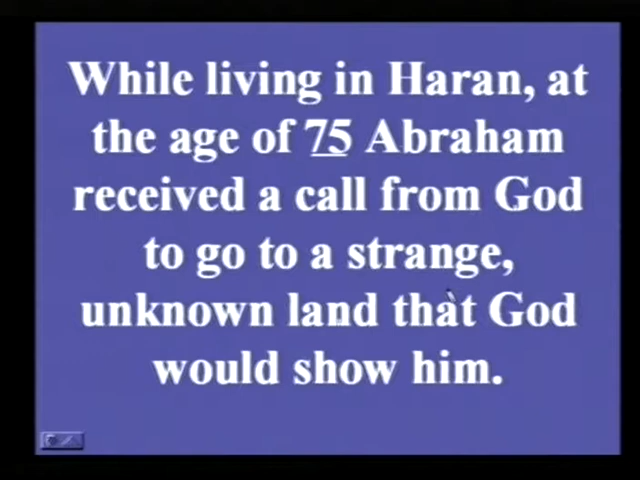 While living in Haran, at
the age of 75 Abraham
received a call from God
to go to a strange,
unknown land that God
would show him.